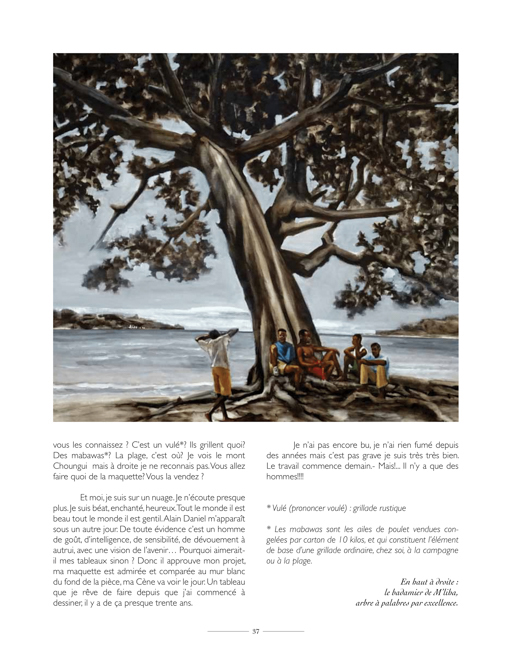 vous les connaissez ? C'est un vulé*? Ils grillent quoi?
Des mabawas*? La plage, c'est où? Je vois le mont
Choungui mais à droite je ne reconnais pas. Vous allez
faire quoi de la maquette? Vous la vendez ?
Et moi, je suis sur un nuage. Je n'écoute presque
plus. Je suis béat, enchanté, heureux. Tout le monde il est
beau tout le monde il est gentil. Alain Daniel m'apparaît
sous un autre jour. De toute évidence c'est un homme
de goût, d'intelligence, de sensibilité, de dévouement à
autrui, avec une vision de l'avenir… Pourquoi aimerait-
il mes tableaux sinon ? Donc il approuve mon projet,
ma maquette est admirée et comparée au mur blanc
du fond de la pièce, ma Cène va voir le jour. Un tableau
que je rêve de faire depuis que j'ai commencé à
dessiner, il y a de ça presque trente ans.
Je n'ai pas encore bu, je n'ai rien fumé depuis
des années mais c'est pas grave je suis très très bien.
Le travail commence demain.- Mais!... Il n'y a que des
hommes!!!!
* Vulé (prononcer voulé) : grillade rustique
* Les mabawas sont les ailes de poulet vendues con-
gelées par carton de 10 kilos, et qui constituent l'élément
de base d'une grillade ordinaire, chez soi, à la campagne
ou à la plage.
En haut à droite :
le badamier de M'liha,
arbre à palabres par excellence.
37